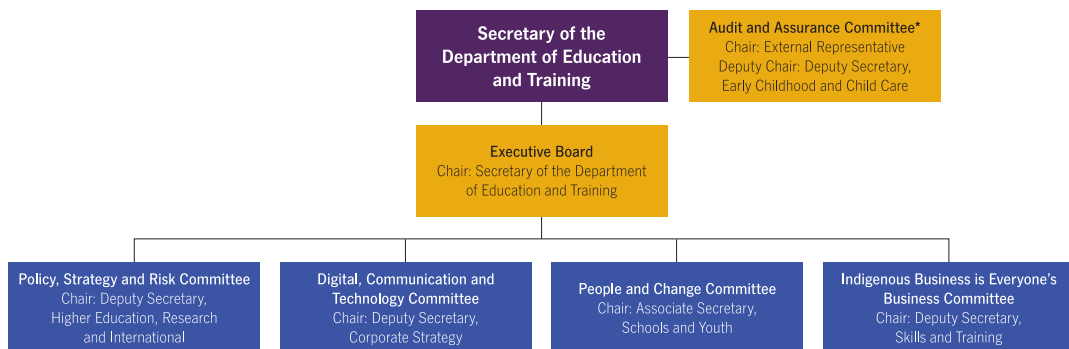 Secretary of the
Department of Education
and Training
Audit and Assurance Committee*
Chair: External Representative
Deputy Chair: Deputy Secretary,
Early Childhood and Child Care
Executive Board
Chair: Secretary of the Department
of Education and Training
Policy, Strategy and Risk Committee
Chair: Deputy Secretary,
Higher Education, Research
and International
Digital, Communication and
Technology Committee
Chair: Deputy Secretary,
Corporate Strategy
People and Change Committee
Chair: Associate Secretary,
Schools and Youth
Indigenous Business is Everyone's
Business Committee
Chair: Deputy Secretary,
Skills and Training